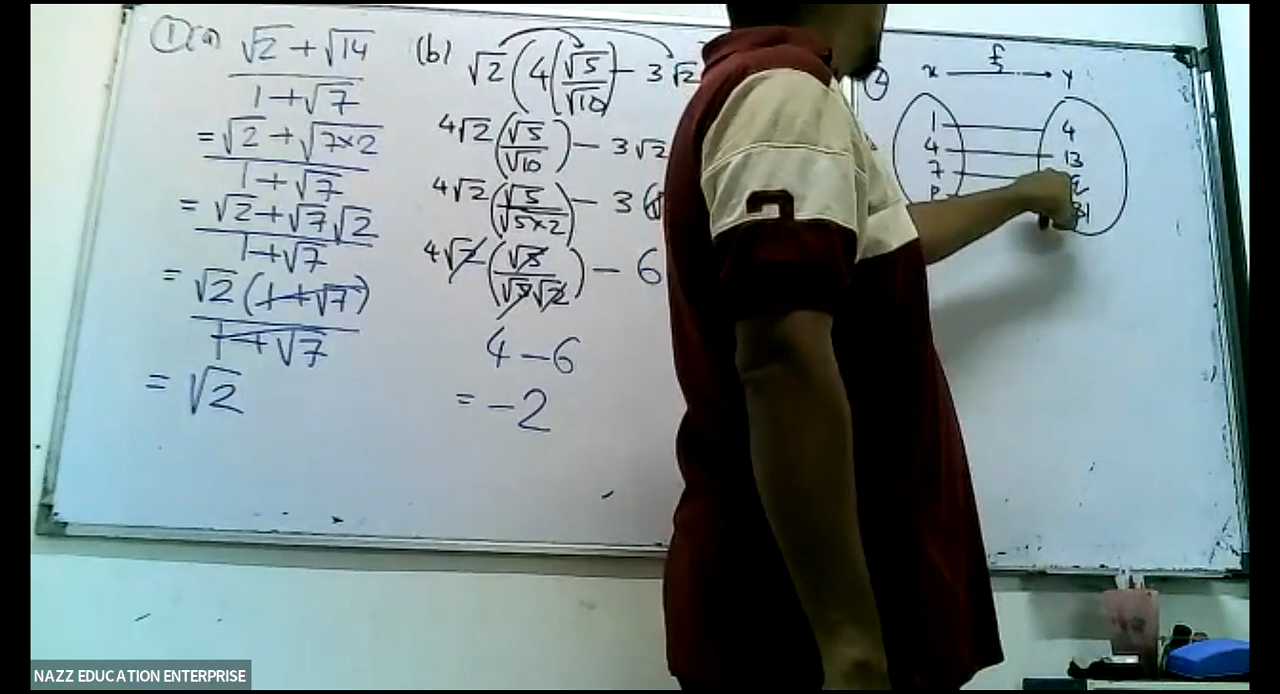 ① (a) √2 + √14
1 + √7
= √2 + √7×2
1 + √7
= √2 + √7 √2
1 + √7
= √2 (1 + √7)
1 + √7
= √2
(b) √2 (4 (√5 / √10) − 3√2
4√2 (√5 / √10) − 3√2
4√2 (√5 / √5×2) − 3
4√2 (√5 / √5 √2) − 6
4 − 6
= −2
② x f y
1 4
4 13
7
P
NAZZ EDUCATION ENTERPRISE